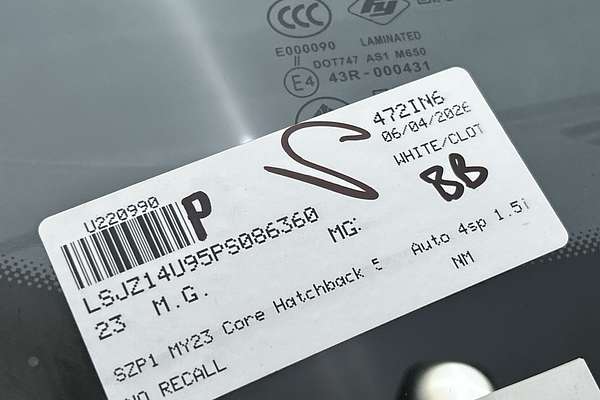 CCC
E000090
LAMINATED
DOT747 AS1 M650
E4 43R-000431
472IN6
06/04/2026
WHITE/CLOT
BB
U220990
P
S
LSJZ14U95PS086360
MG:
23 M.G.
SZP1 MY23 Core Hatchback 5 Auto 4sp 1.5i
NM
NO RECALL